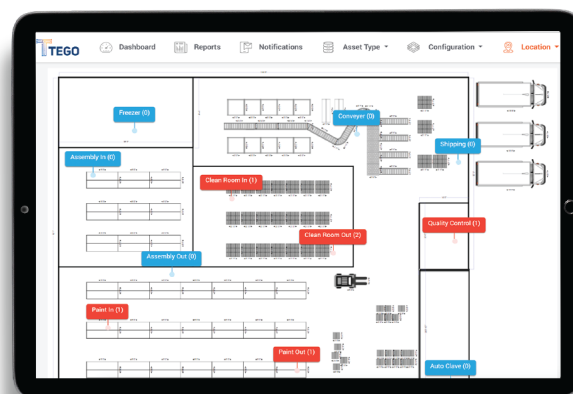 TEGO
Dashboard
Reports
Notifications
Asset Type
Configuration
Location
Freezer (0)
Conveyer (0)
Shipping (0)
Assembly In (0)
Clean Room In (1)
Quality Control (1)
Clean Room Out (2)
Assembly Out (0)
Paint In (1)
Paint Out (1)
Auto Clave (0)